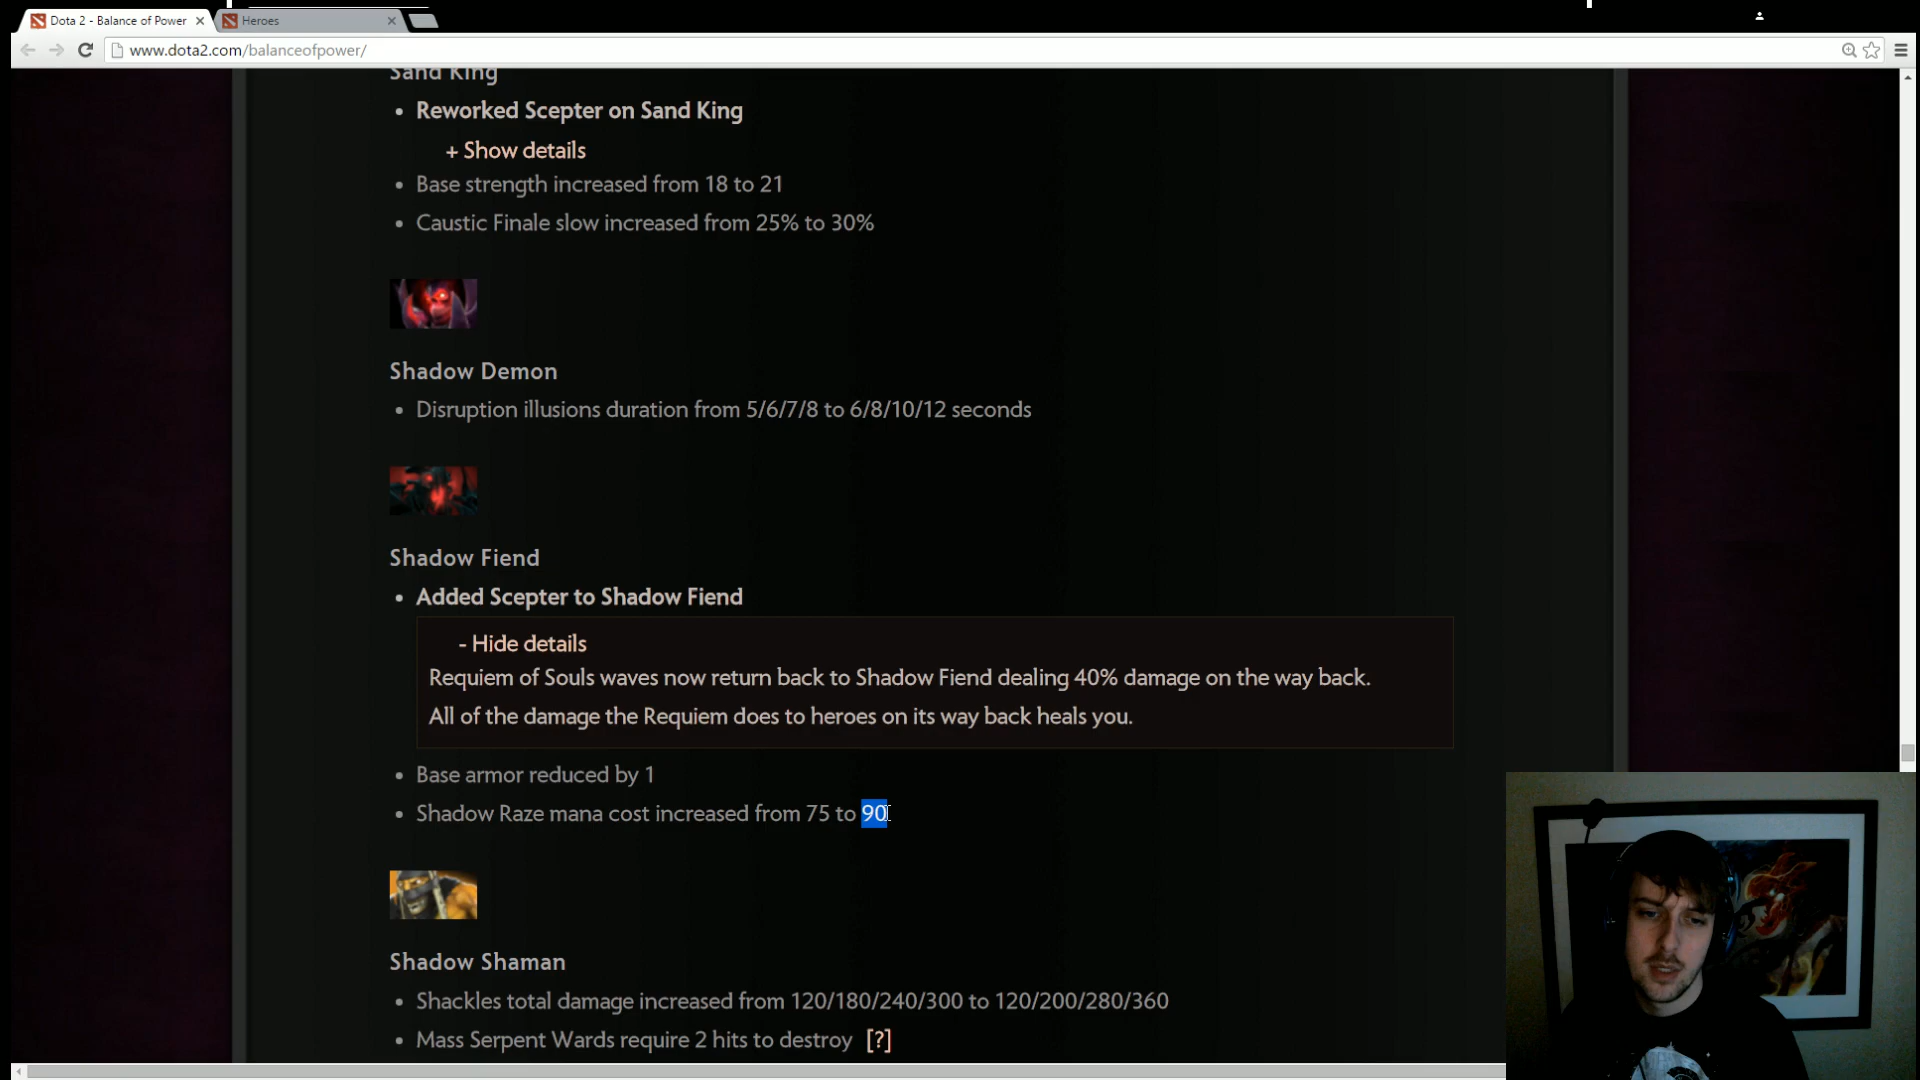 Dota 2 - Balance of Power
Heroes
www.dota2.com/balanceofpower/
Sand King
Reworked Scepter on Sand King
+ Show details
Base strength increased from 18 to 21
Caustic Finale slow increased from 25% to 30%
Shadow Demon
Disruption illusions duration from 5/6/7/8 to 6/8/10/12 seconds
Shadow Fiend
Added Scepter to Shadow Fiend
- Hide details
Requiem of Souls waves now return back to Shadow Fiend dealing 40% damage on the way back.
All of the damage the Requiem does to heroes on its way back heals you.
Base armor reduced by 1
Shadow Raze mana cost increased from 75 to 90
Shadow Shaman
Shackles total damage increased from 120/180/240/300 to 120/200/280/360
Mass Serpent Wards require 2 hits to destroy [?]